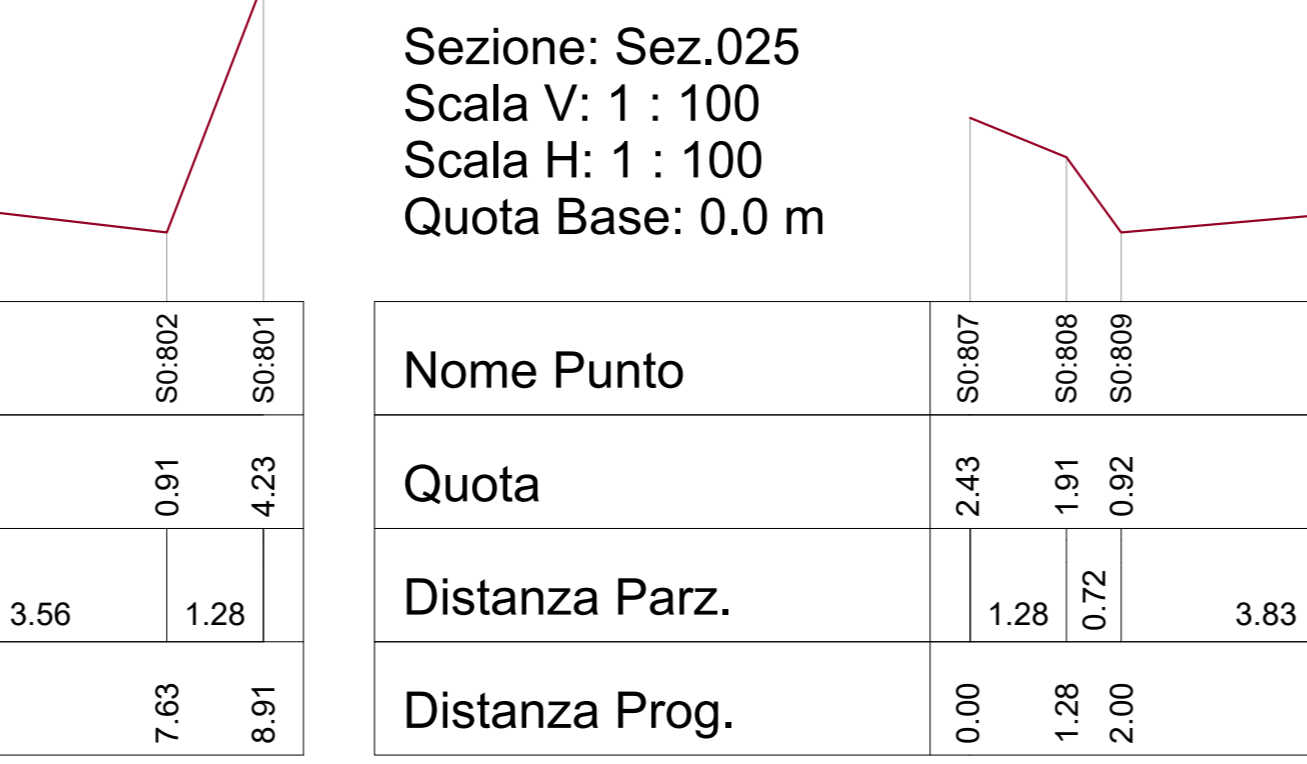 Sezione: Sez.025
Scala V: 1 : 100
Scala H: 1 : 100
Quota Base: 0.0 m
S0:802 S0:801
0.91 4.23
3.56 1.28
7.63 8.91
Nome Punto S0:807 S0:808 S0:809
Quota 2.43 1.91 0.92
Distanza Parz. 1.28 0.72 3.83
Distanza Prog. 0.00 1.28 2.00